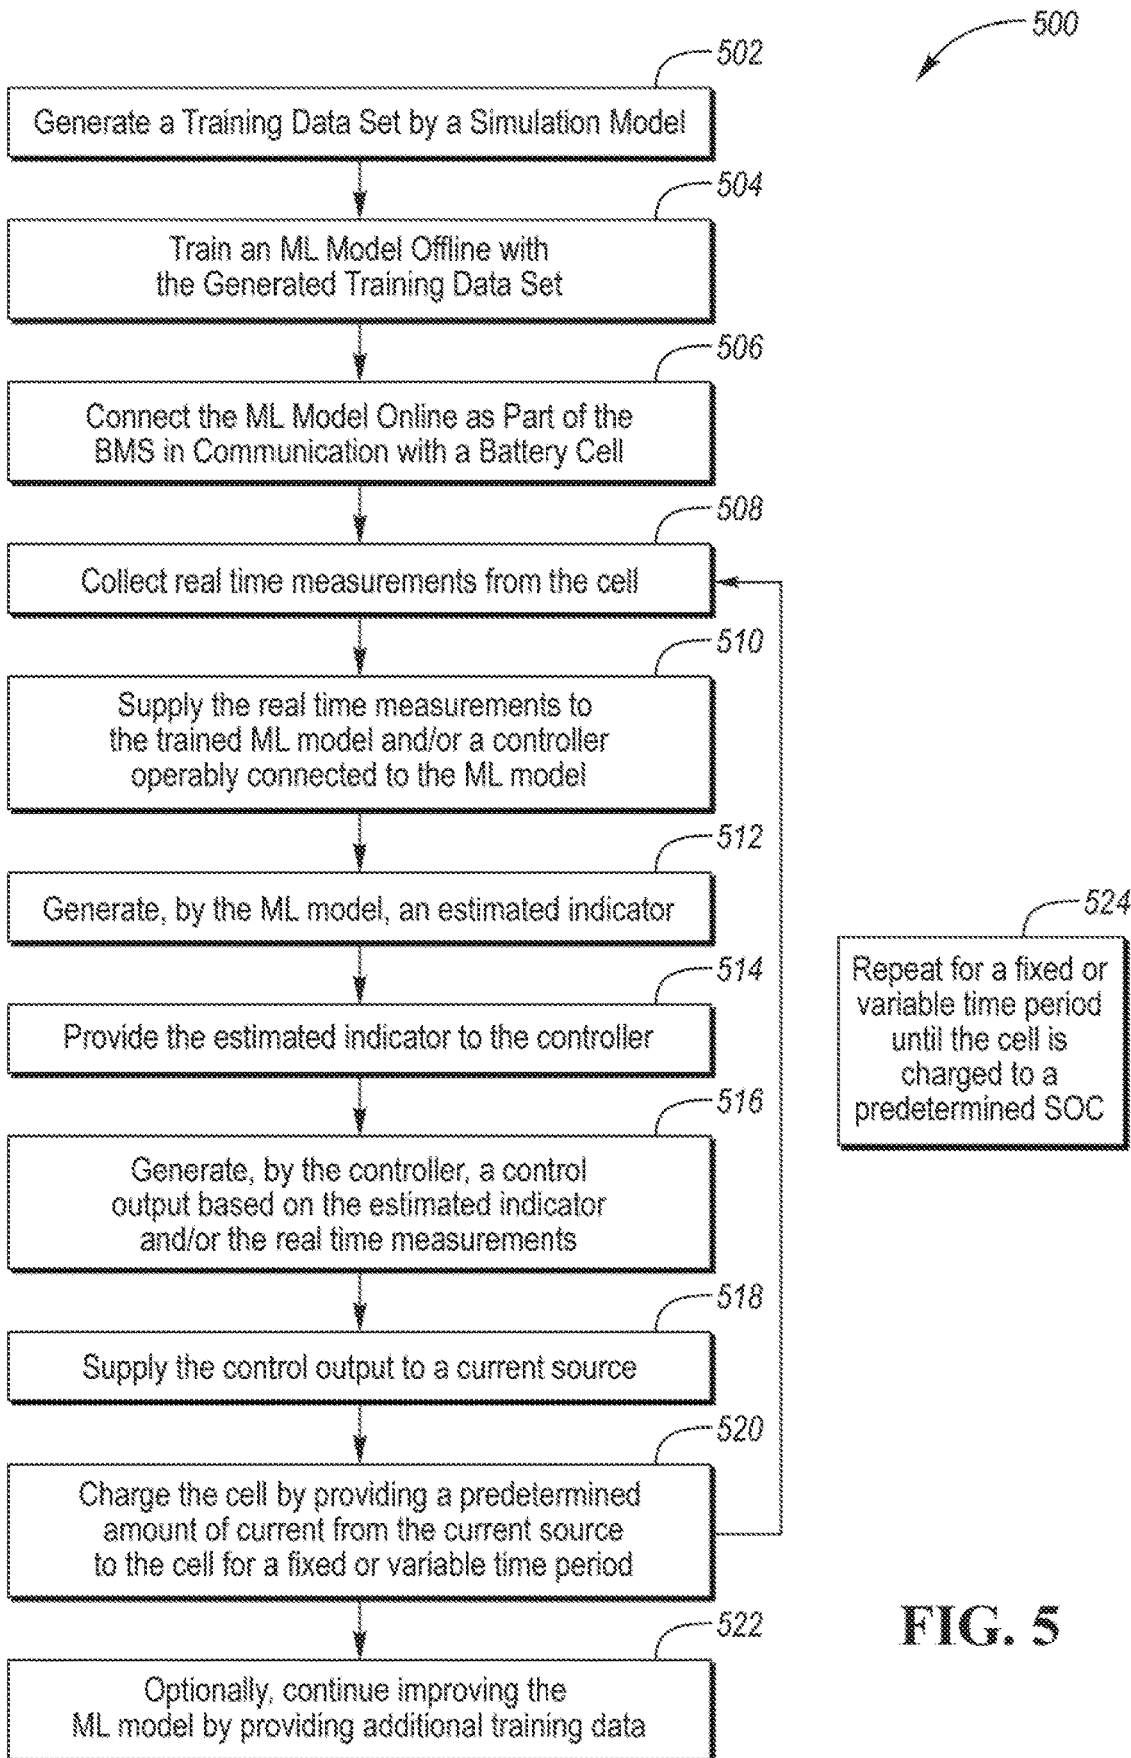 500
502
Generate a Training Data Set by a Simulation Model
504
Train an ML Model Offline with
the Generated Training Data Set
506
Connect the ML Model Online as Part of the
BMS in Communication with a Battery Cell
508
Collect real time measurements from the cell
510
Supply the real time measurements to
the trained ML model and/or a controller
operably connected to the ML model
512
Generate, by the ML model, an estimated indicator
514
Provide the estimated indicator to the controller
516
Generate, by the controller, a control
output based on the estimated indicator
and/or the real time measurements
518
Supply the control output to a current source
520
Charge the cell by providing a predetermined
amount of current from the current source
to the cell for a fixed or variable time period
522
Optionally, continue improving the
ML model by providing additional training data
524
Repeat for a fixed or
variable time period
until the cell is
charged to a
predetermined SOC
FIG. 5